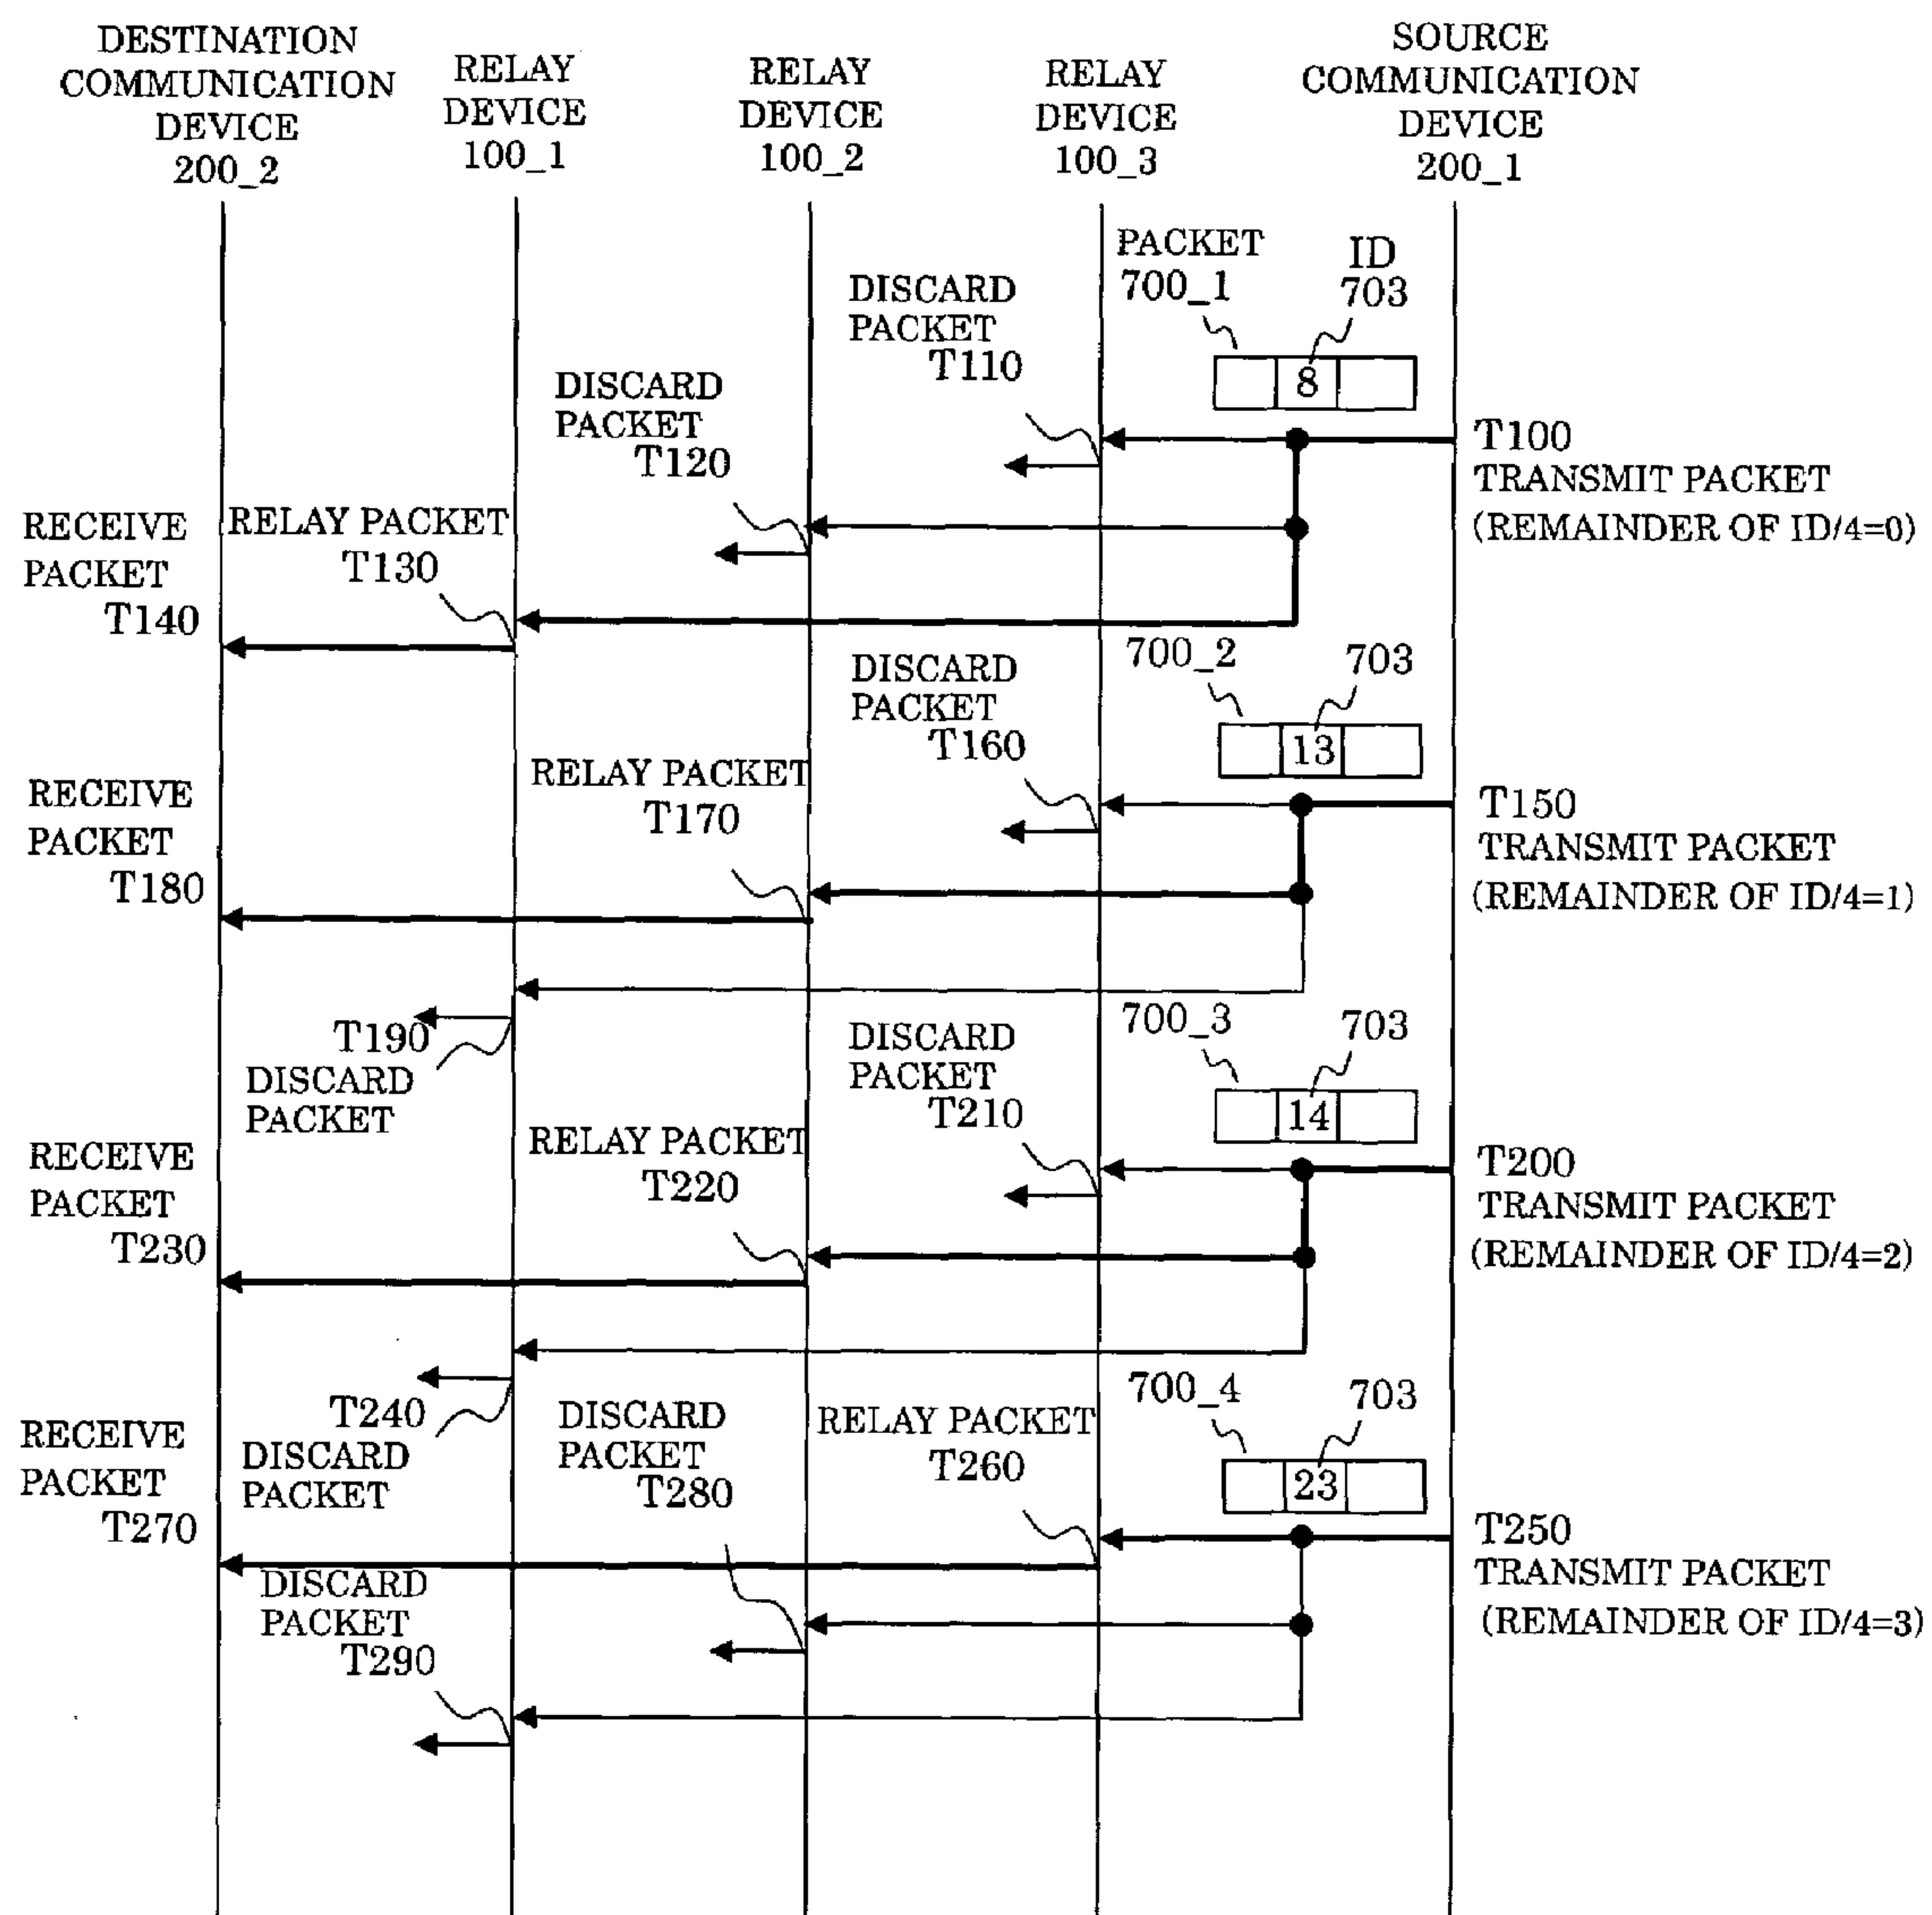 DESTINATION
COMMUNICATION
DEVICE
200_2
RELAY
DEVICE
100_1
RELAY
DEVICE
100_2
RELAY
DEVICE
100_3
SOURCE
COMMUNICATION
DEVICE
200_1
PACKET
700_1
ID
703
8
DISCARD
PACKET
T110
T100
TRANSMIT PACKET
(REMAINDER OF ID/4=0)
DISCARD
PACKET
T120
RELAY PACKET
T130
RECEIVE
PACKET
T140
700_2
703
13
DISCARD
PACKET
T160
T150
TRANSMIT PACKET
(REMAINDER OF ID/4=1)
RELAY PACKET
T170
RECEIVE
PACKET
T180
T190
DISCARD
PACKET
700_3
703
14
DISCARD
PACKET
T210
T200
TRANSMIT PACKET
(REMAINDER OF ID/4=2)
RELAY PACKET
T220
RECEIVE
PACKET
T230
T240
DISCARD
PACKET
700_4
703
23
RELAY PACKET
T260
T250
TRANSMIT PACKET
(REMAINDER OF ID/4=3)
DISCARD
PACKET
T280
RECEIVE
PACKET
T270
DISCARD
PACKET
T290